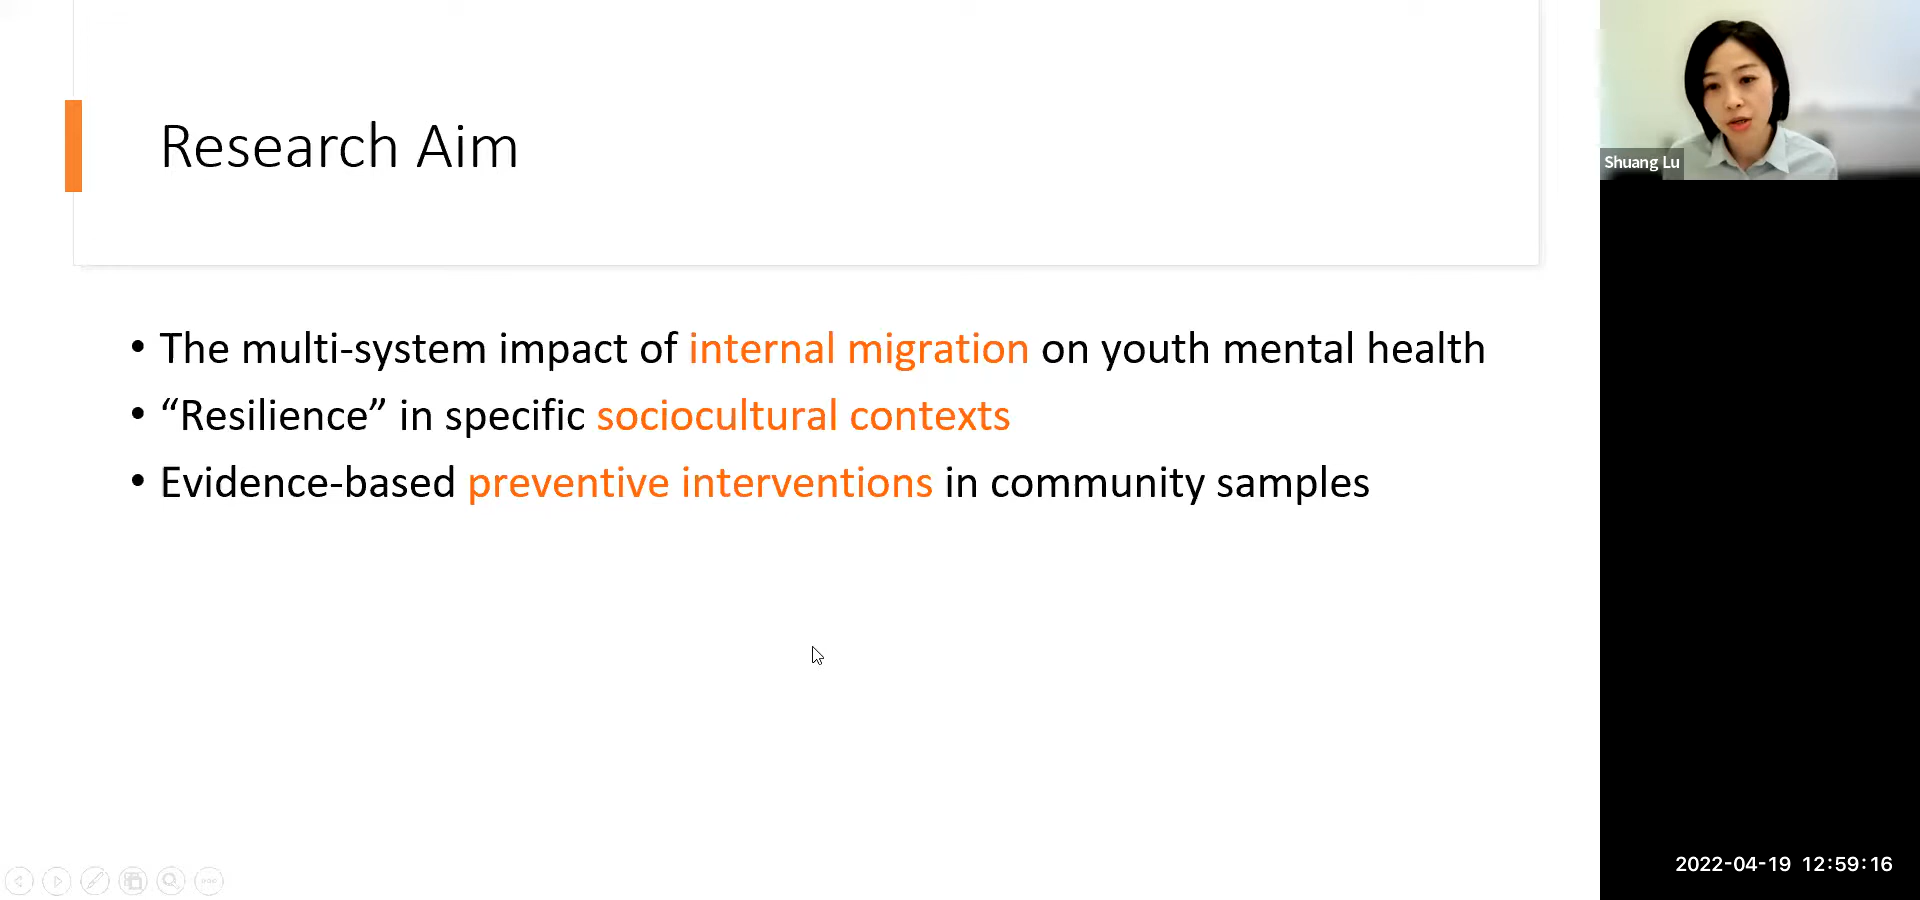 Research Aim
• The multi-system impact of internal migration on youth mental health
• “Resilience” in specific sociocultural contexts
• Evidence-based preventive interventions in community samples
Shuang Lu
2022-04-19 12:59:16